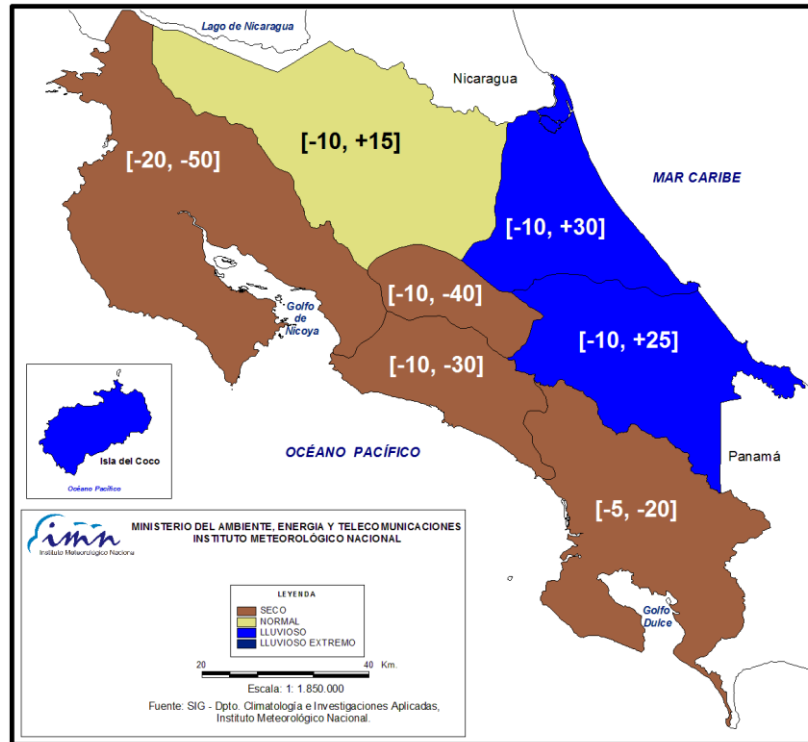 Lago de Nicaragua
Nicaragua
[-10, +15]
[-20, -50]
MAR CARIBE
[-10, +30]
[-10, -40]
Golfo
de
Nicoya
[-10, +25]
[-10, -30]
OCÉANO PACÍFICO
Panamá
Isla del Coco
Océano Pacífico
[-5, -20]
Golfo
Dulce
imn
Instituto Meteorológico Nacional
MINISTERIO DEL AMBIENTE, ENERGIA Y TELECOMUNICACIONES
INSTITUTO METEOROLÓGICO NACIONAL
LEYENDA
SECO
NORMAL
LLUVIOSO
LLUVIOSO EXTREMO
20 40 Km.
Escala: 1: 1.850.000
Fuente: SIG - Dpto. Climatología e Investigaciones Aplicadas,
Instituto Meteorológico Nacional.